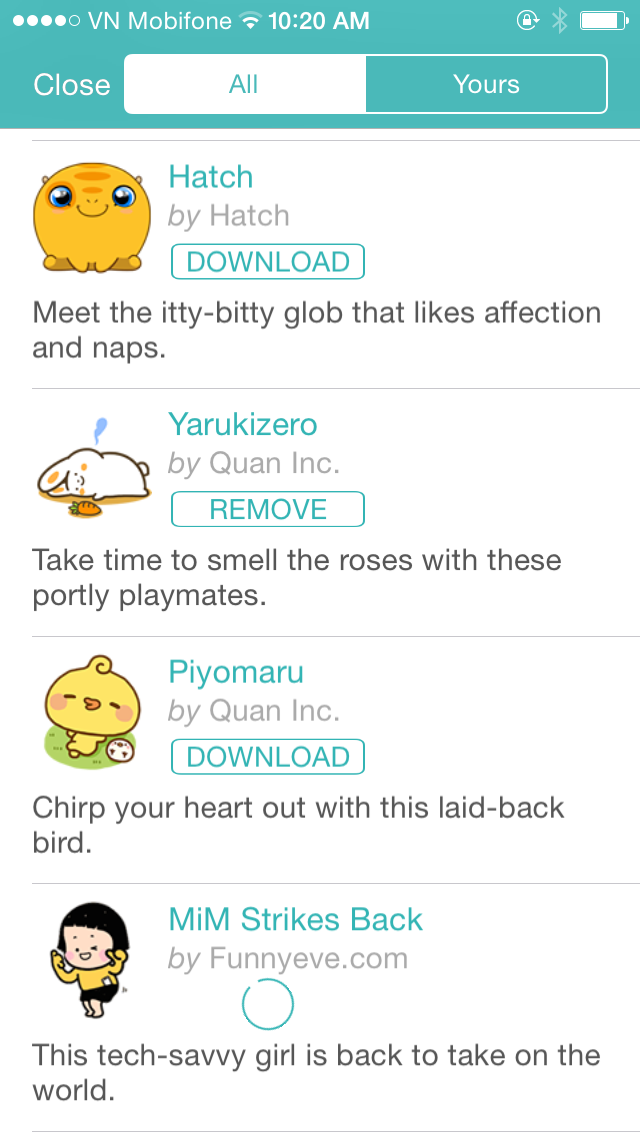 VN Mobifone 10:20 AM
Close All Yours
Hatch
by Hatch
DOWNLOAD
Meet the itty-bitty glob that likes affection
and naps.
Yarukizero
by Quan Inc.
REMOVE
Take time to smell the roses with these
portly playmates.
Piyomaru
by Quan Inc.
DOWNLOAD
Chirp your heart out with this laid-back
bird.
MiM Strikes Back
by Funnyeve.com
This tech-savvy girl is back to take on the
world.